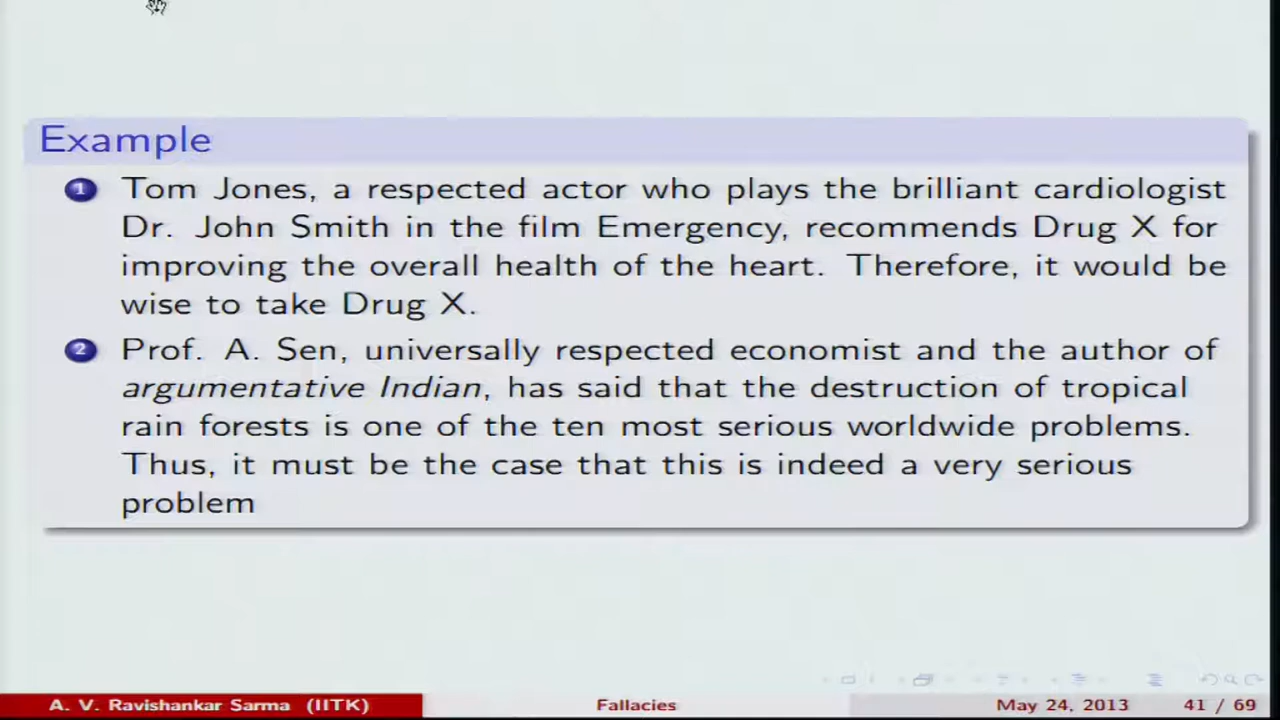 Example
1 Tom Jones, a respected actor who plays the brilliant cardiologist
Dr. John Smith in the film Emergency, recommends Drug X for
improving the overall health of the heart. Therefore, it would be
wise to take Drug X.
2 Prof. A. Sen, universally respected economist and the author of
argumentative Indian, has said that the destruction of tropical
rain forests is one of the ten most serious worldwide problems.
Thus, it must be the case that this is indeed a very serious
problem
A. V. Ravishankar Sarma (IITK) Fallacies May 24, 2013 41 / 69